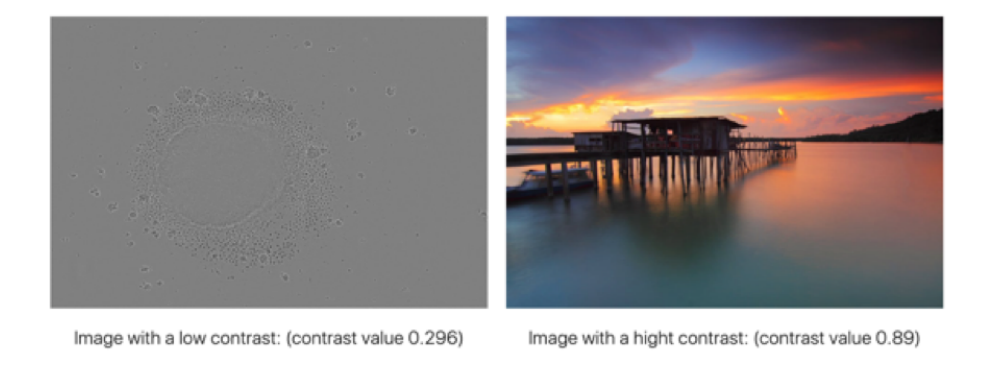 Image with a low contrast: (contrast value 0.296)
Image with a hight contrast: (contrast value 0.89)